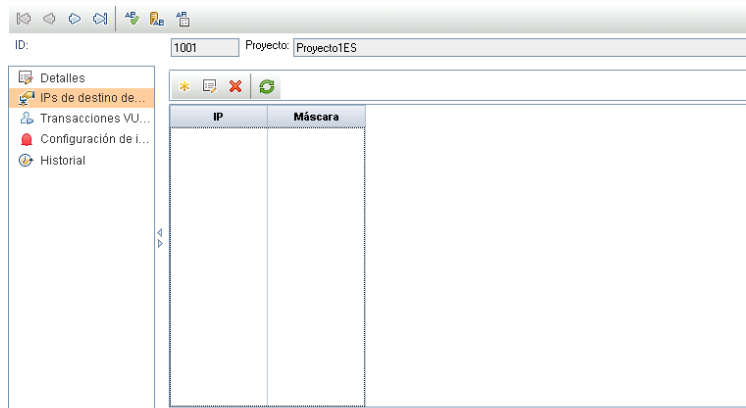 ID:
1001
Proyecto:
Proyecto1ES
Detalles
IPs de destino de...
Transacciones VU...
Configuración de i...
Historial
IP
Máscara